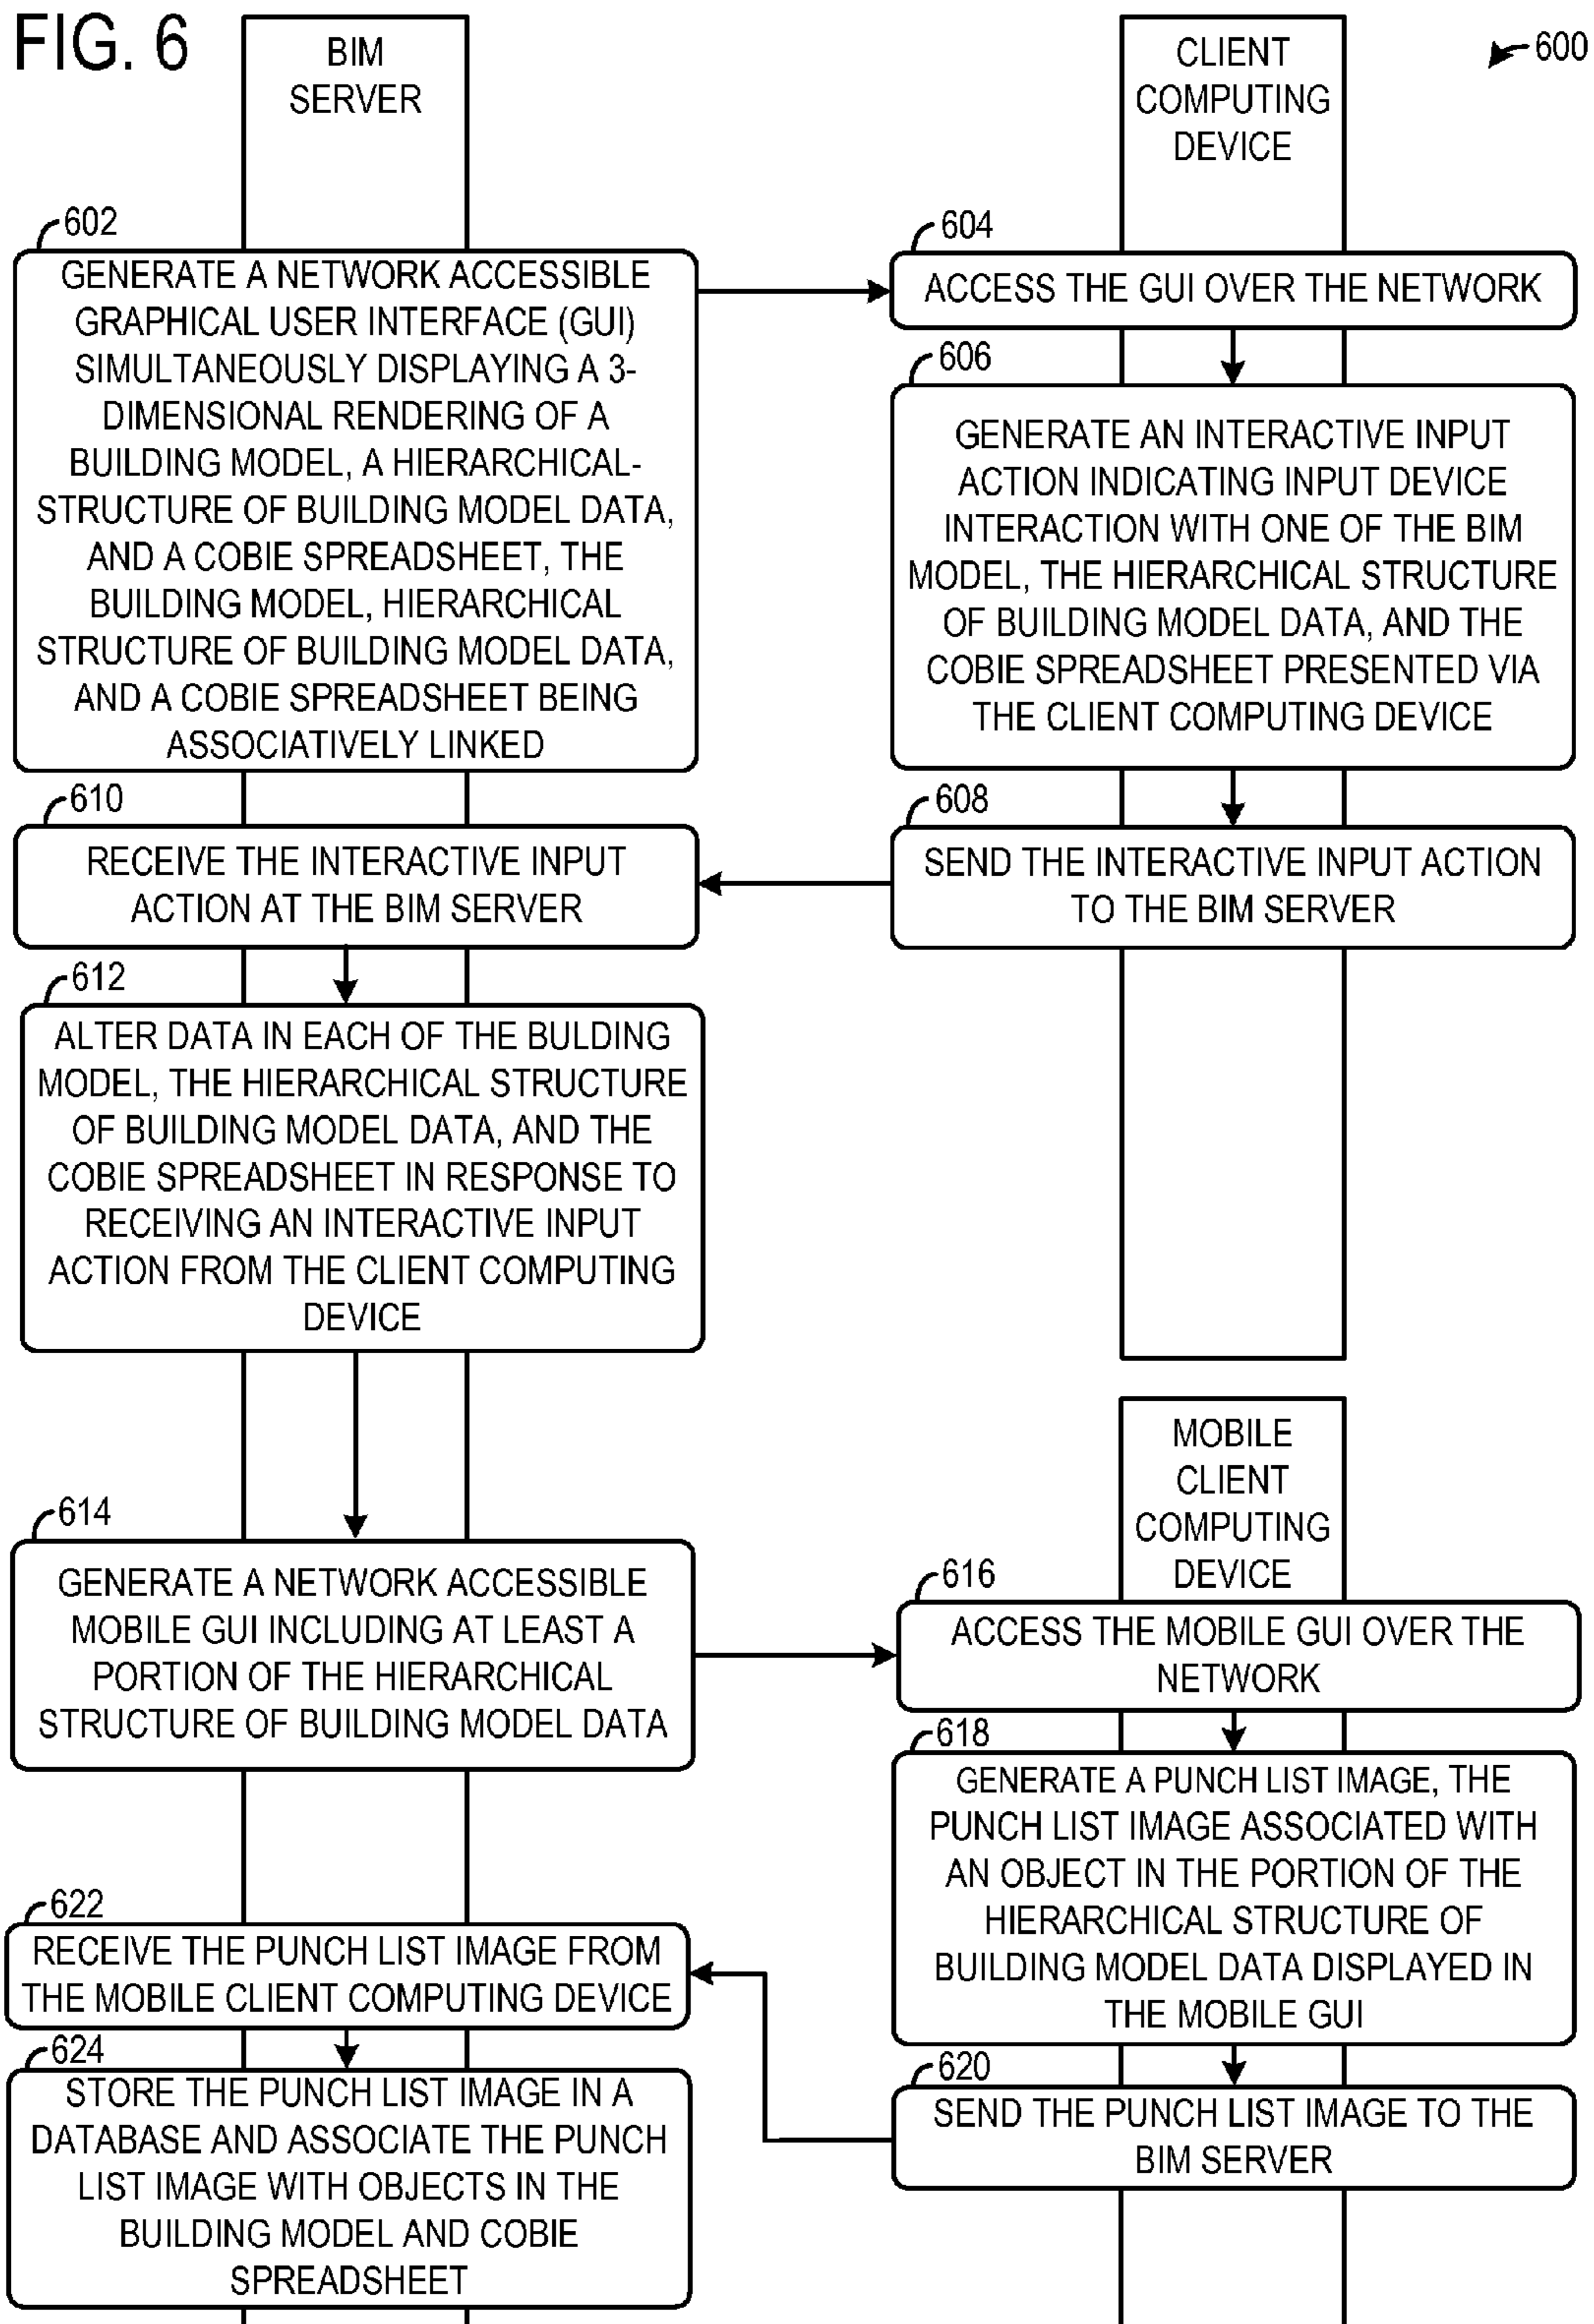 FIG. 6
BIM
SERVER
CLIENT
COMPUTING
DEVICE
600
602
GENERATE A NETWORK ACCESSIBLE
GRAPHICAL USER INTERFACE (GUI)
SIMULTANEOUSLY DISPLAYING A 3-
DIMENSIONAL RENDERING OF A
BUILDING MODEL, A HIERARCHICAL-
STRUCTURE OF BUILDING MODEL DATA,
AND A COBIE SPREADSHEET, THE
BUILDING MODEL, HIERARCHICAL
STRUCTURE OF BUILDING MODEL DATA,
AND A COBIE SPREADSHEET BEING
ASSOCIATIVELY LINKED
604
ACCESS THE GUI OVER THE NETWORK
606
GENERATE AN INTERACTIVE INPUT
ACTION INDICATING INPUT DEVICE
INTERACTION WITH ONE OF THE BIM
MODEL, THE HIERARCHICAL STRUCTURE
OF BUILDING MODEL DATA, AND THE
COBIE SPREADSHEET PRESENTED VIA
THE CLIENT COMPUTING DEVICE
608
SEND THE INTERACTIVE INPUT ACTION
TO THE BIM SERVER
610
RECEIVE THE INTERACTIVE INPUT
ACTION AT THE BIM SERVER
612
ALTER DATA IN EACH OF THE BULDING
MODEL, THE HIERARCHICAL STRUCTURE
OF BUILDING MODEL DATA, AND THE
COBIE SPREADSHEET IN RESPONSE TO
RECEIVING AN INTERACTIVE INPUT
ACTION FROM THE CLIENT COMPUTING
DEVICE
MOBILE
CLIENT
COMPUTING
DEVICE
614
GENERATE A NETWORK ACCESSIBLE
MOBILE GUI INCLUDING AT LEAST A
PORTION OF THE HIERARCHICAL
STRUCTURE OF BUILDING MODEL DATA
616
ACCESS THE MOBILE GUI OVER THE
NETWORK
618
GENERATE A PUNCH LIST IMAGE, THE
PUNCH LIST IMAGE ASSOCIATED WITH
AN OBJECT IN THE PORTION OF THE
HIERARCHICAL STRUCTURE OF
BUILDING MODEL DATA DISPLAYED IN
THE MOBILE GUI
620
SEND THE PUNCH LIST IMAGE TO THE
BIM SERVER
622
RECEIVE THE PUNCH LIST IMAGE FROM
THE MOBILE CLIENT COMPUTING DEVICE
624
STORE THE PUNCH LIST IMAGE IN A
DATABASE AND ASSOCIATE THE PUNCH
LIST IMAGE WITH OBJECTS IN THE
BUILDING MODEL AND COBIE
SPREADSHEET